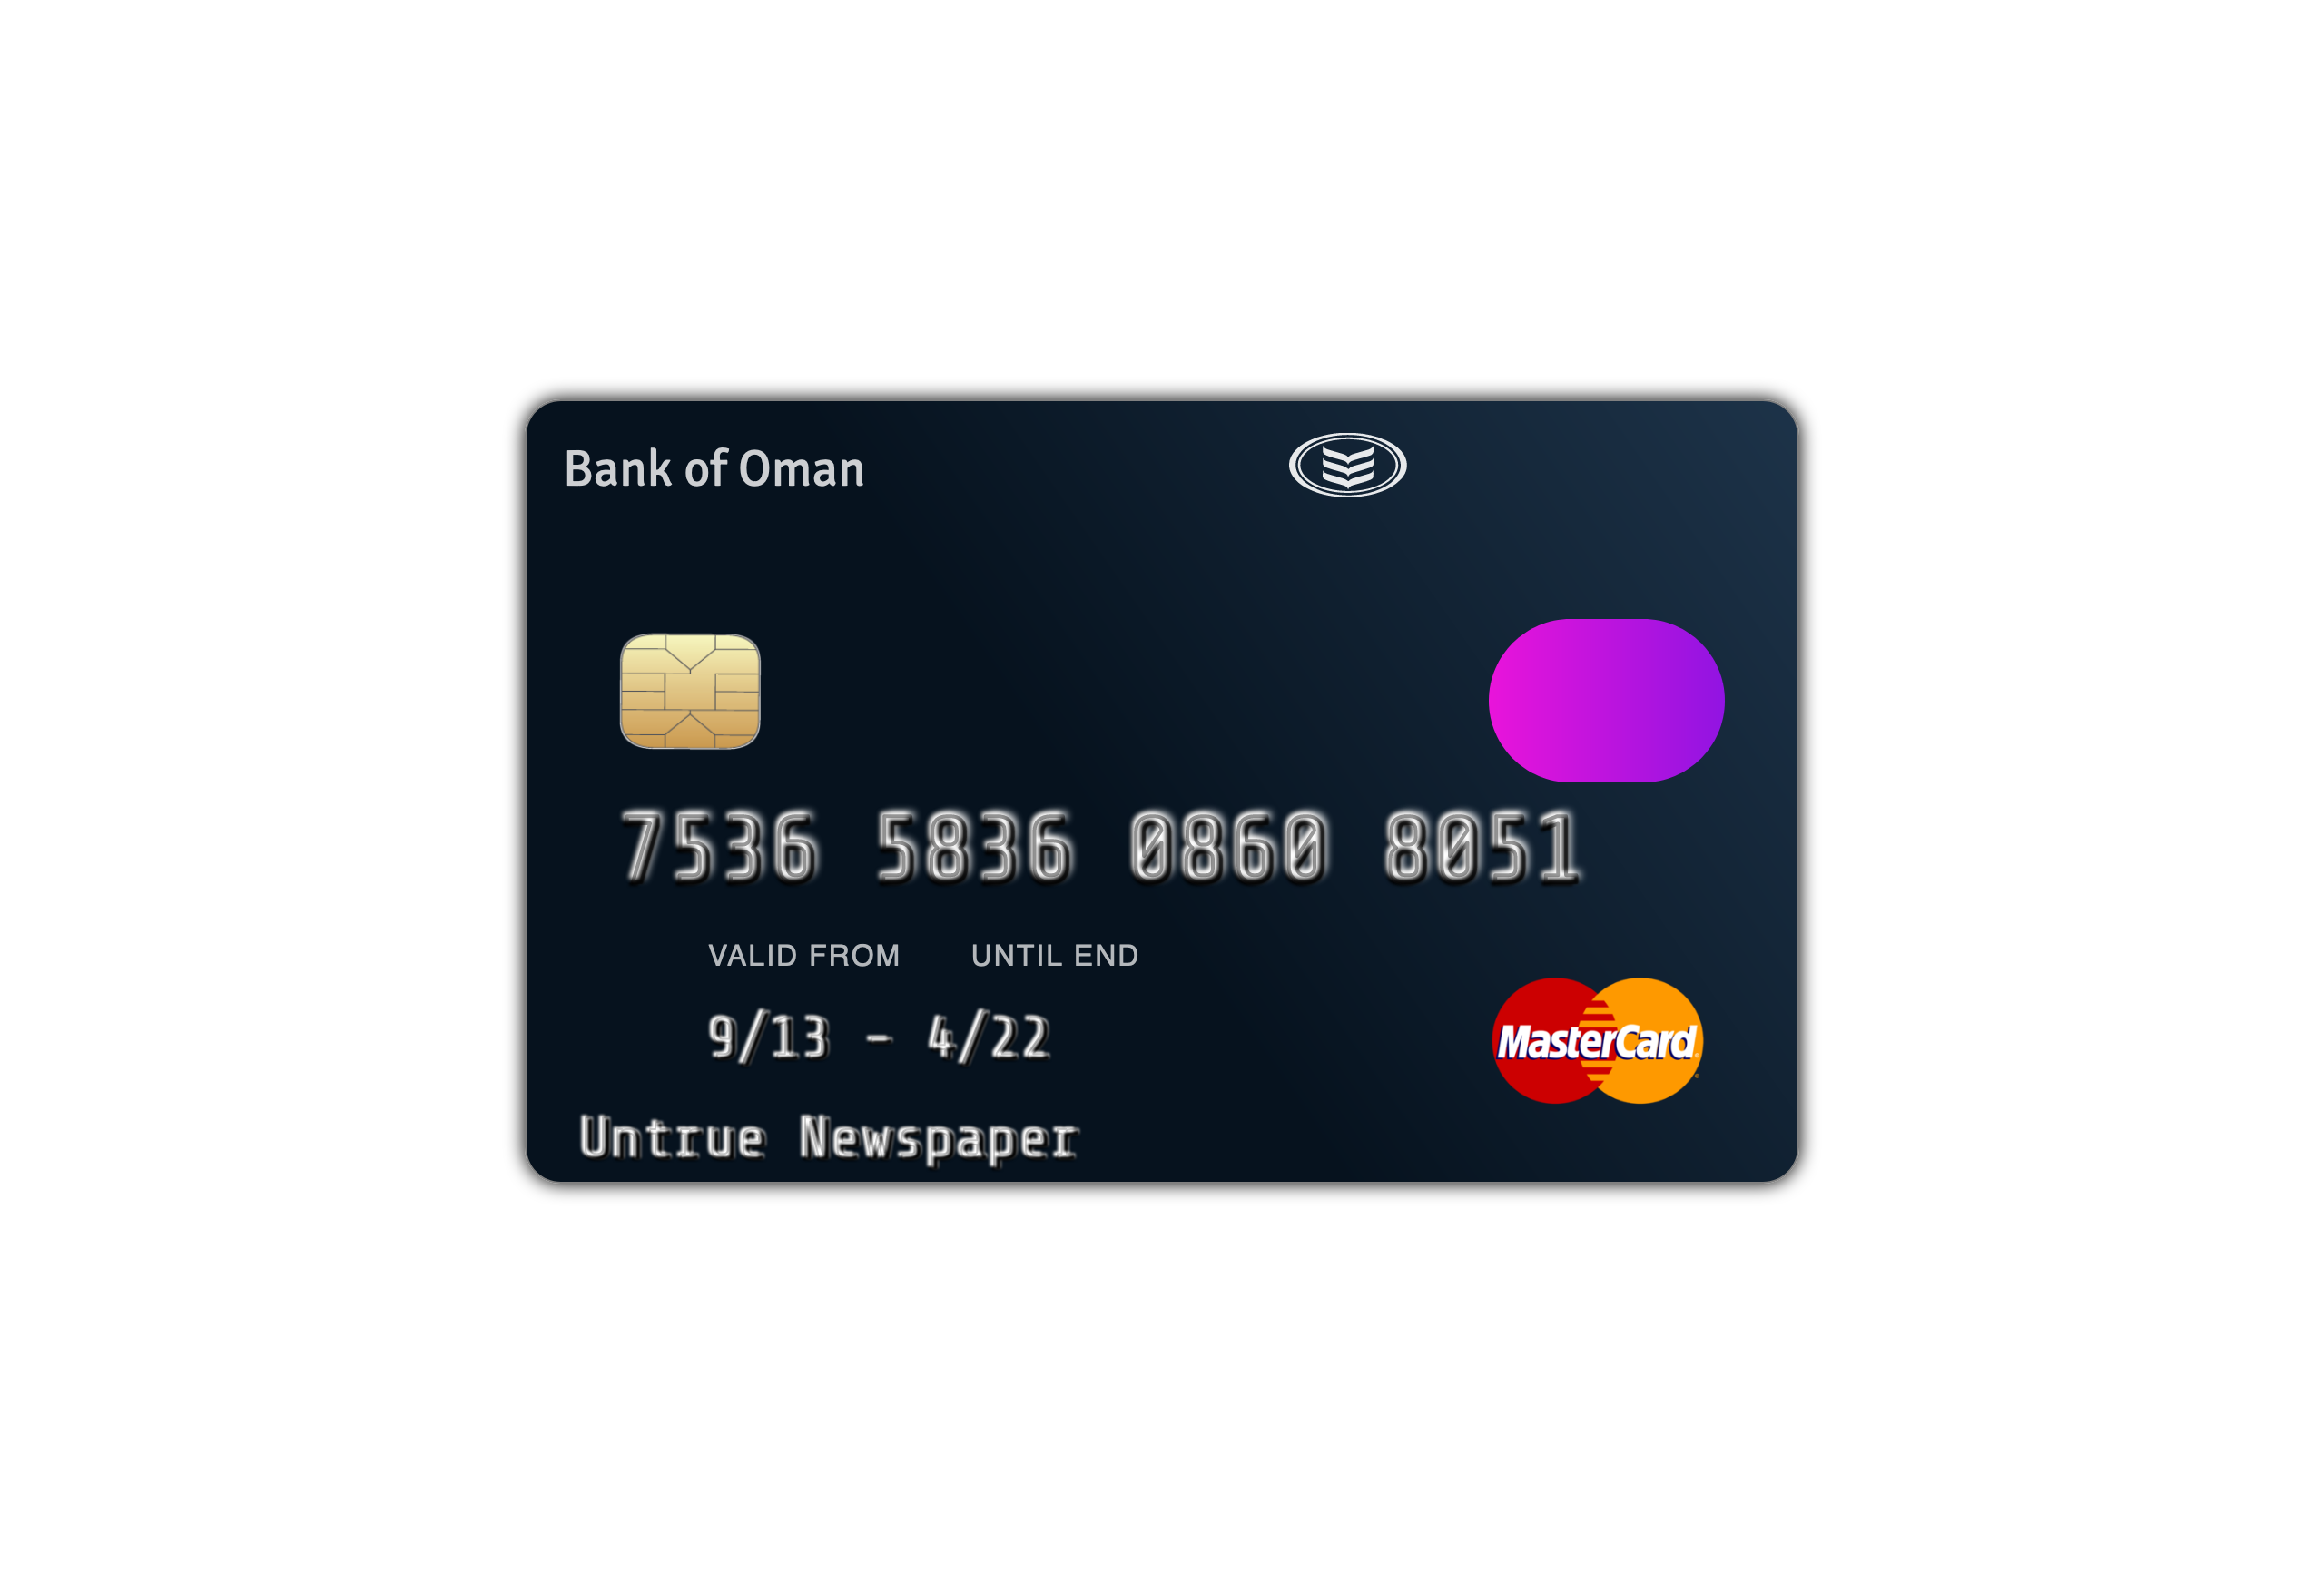 Bank of Oman
7536 5836 0860 8051
VALID FROM UNTIL END
9/13 - 4/22
MasterCard
Untrue Newspaper